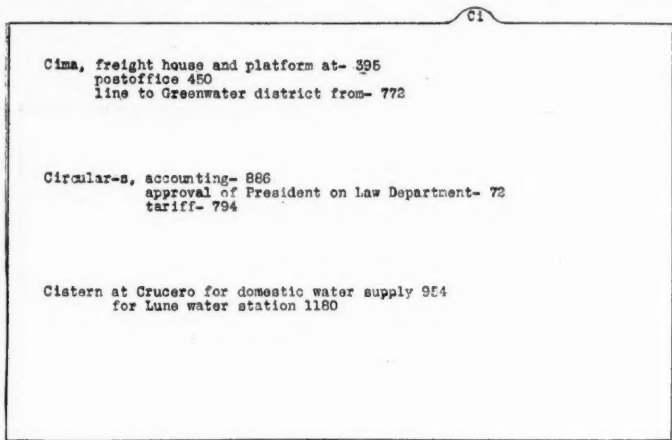 Ci
Cima, freight house and platform at- 395
postoffice 450
line to Greenwater district from- 772
Circular-s, accounting- 886
approval of President on Law Department- 72
tariff- 794
Cistern at Crucero for domestic water supply 954
for Lune water station 1180